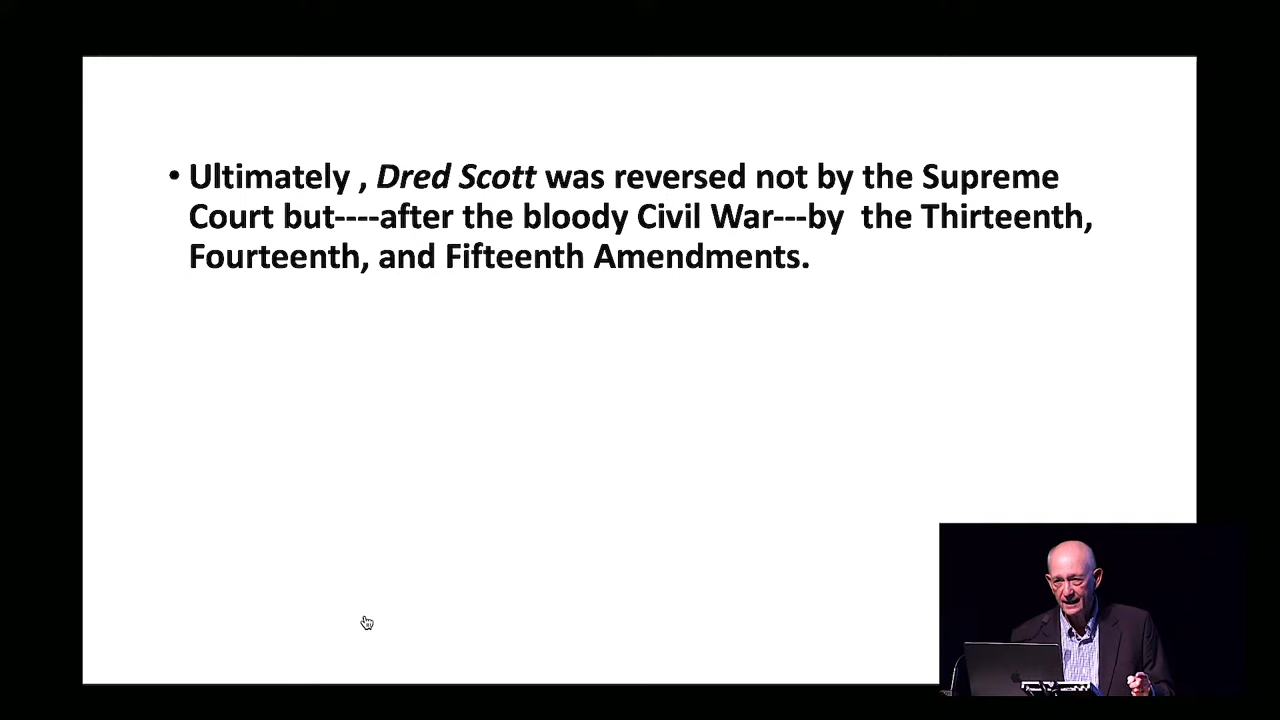 • Ultimately , Dred Scott was reversed not by the Supreme
Court but----after the bloody Civil War---by  the Thirteenth,
Fourteenth, and Fifteenth Amendments.